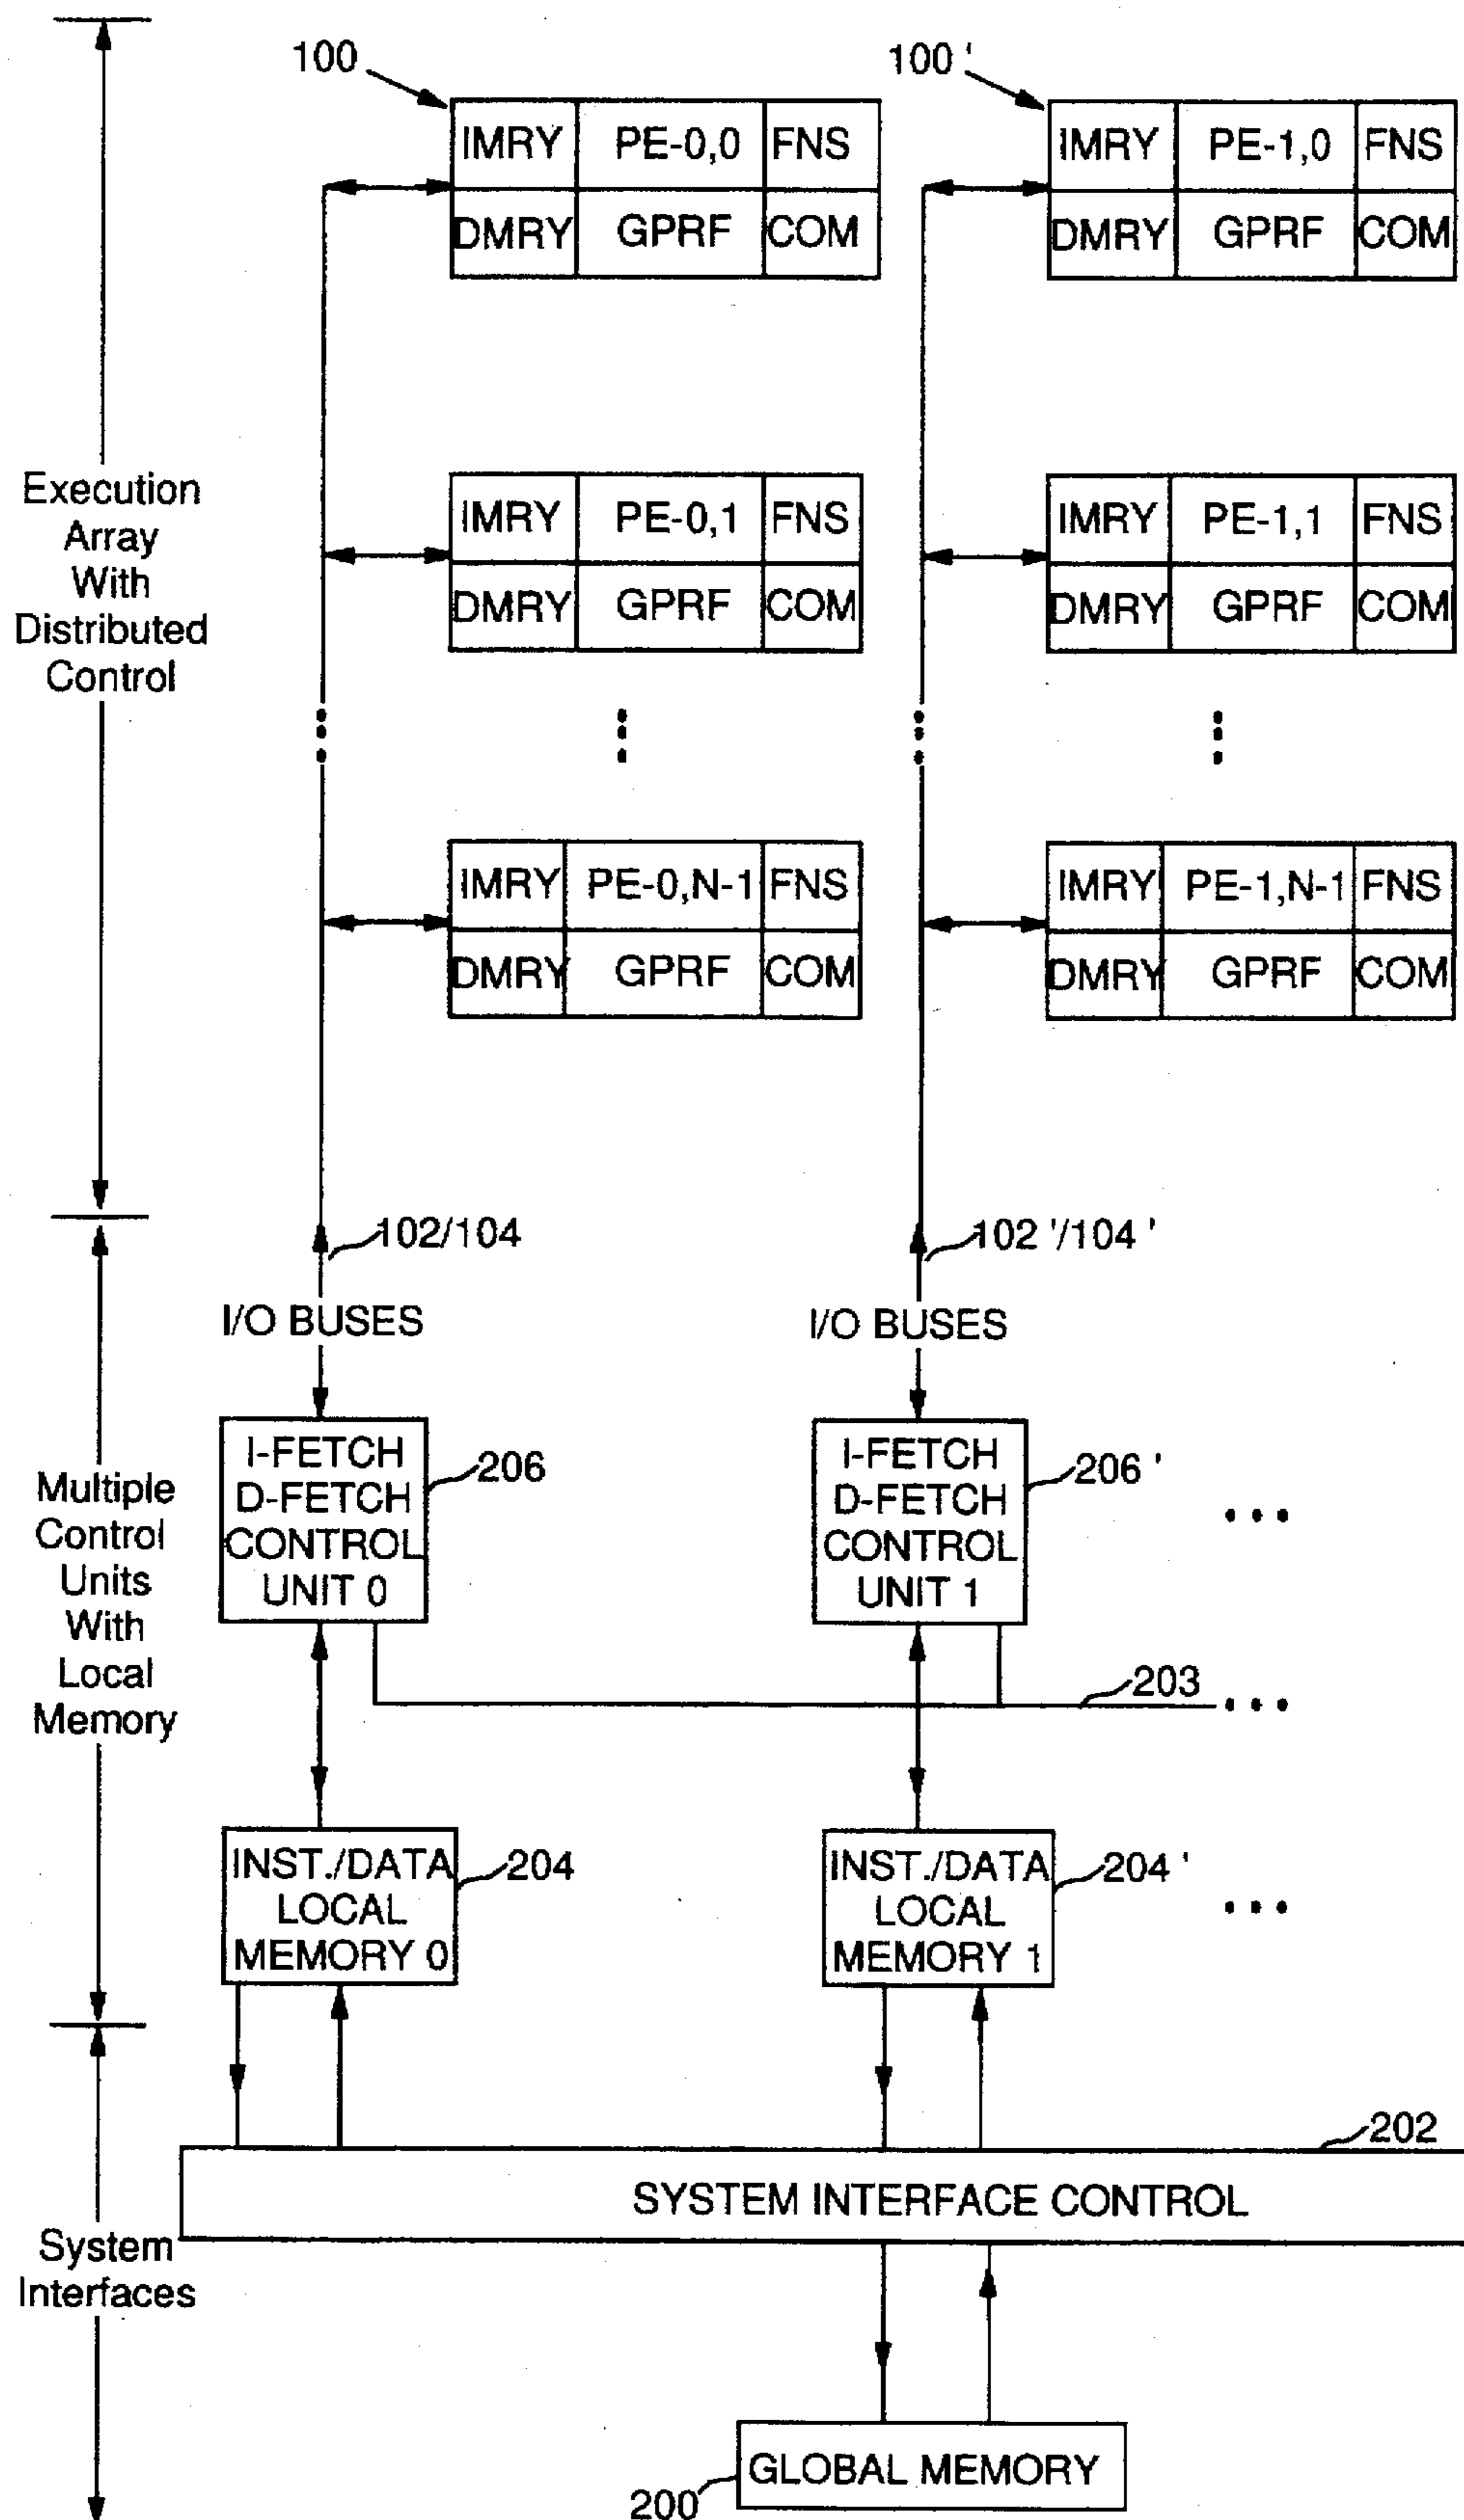 100
100 '
IMRY PE-0,0 FNS
DMRY GPRF COM
IMRY PE-1,0 FNS
DMRY GPRF COM
Execution
Array
With
Distributed
Control
IMRY PE-0,1 FNS
DMRY GPRF COM
IMRY PE-1,1 FNS
DMRY GPRF COM
IMRY PE-0,N-1 FNS
DMRY GPRF COM
IMRY PE-1,N-1 FNS
DMRY GPRF COM
102/104
102 '/104 '
I/O BUSES
I/O BUSES
Multiple
Control
Units
With
Local
Memory
I-FETCH
D-FETCH
CONTROL
UNIT 0
206
I-FETCH
D-FETCH
CONTROL
UNIT 1
206 '
203
INST./DATA
LOCAL
MEMORY 0
204
INST./DATA
LOCAL
MEMORY 1
204 '
202
SYSTEM INTERFACE CONTROL
System
Interfaces
GLOBAL MEMORY
200